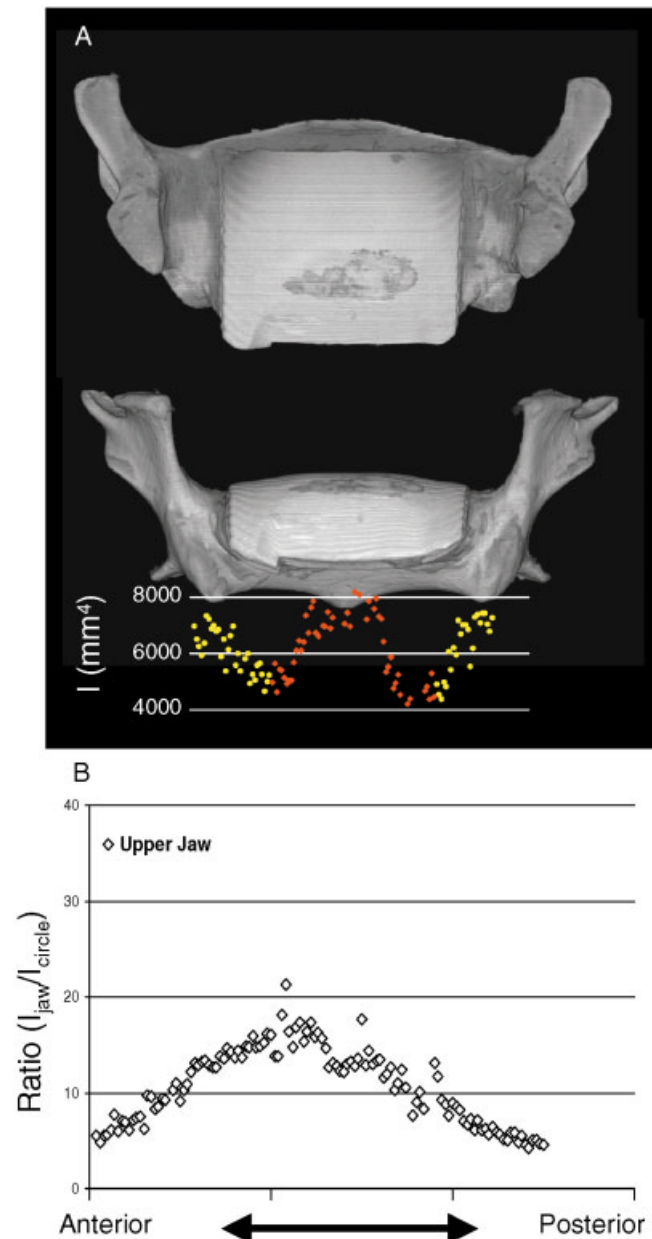 A
I (mm⁴)
8000
6000
4000
B
Ratio (I_jaw/I_circle)
40
30
20
10
0
Upper Jaw
Anterior
Posterior